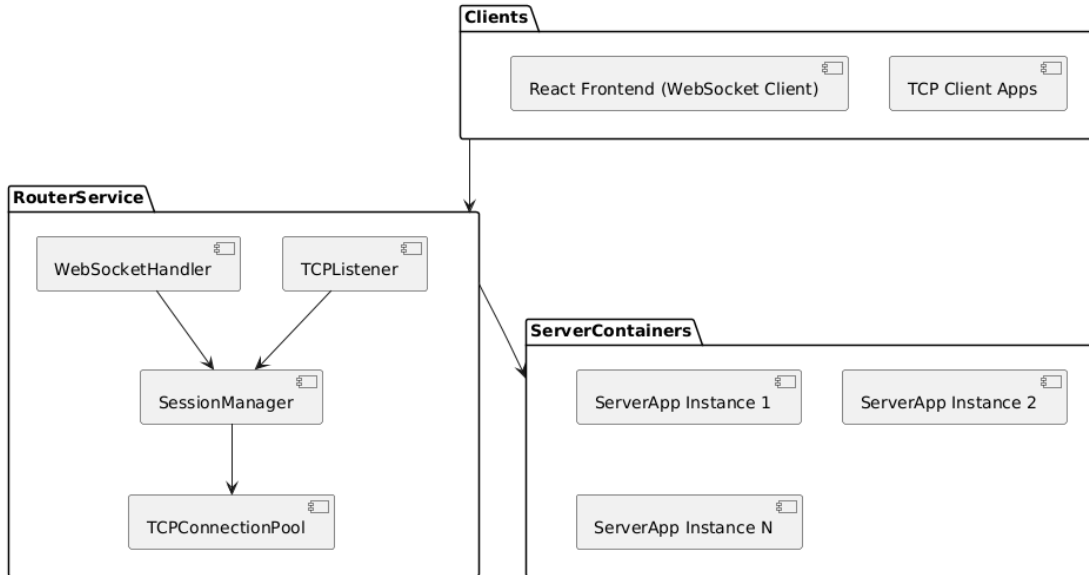 Clients
React Frontend (WebSocket Client)
TCP Client Apps
RouterService
WebSocketHandler
TCPListener
SessionManager
TCPConnectionPool
ServerContainers
ServerApp Instance 1
ServerApp Instance 2
ServerApp Instance N